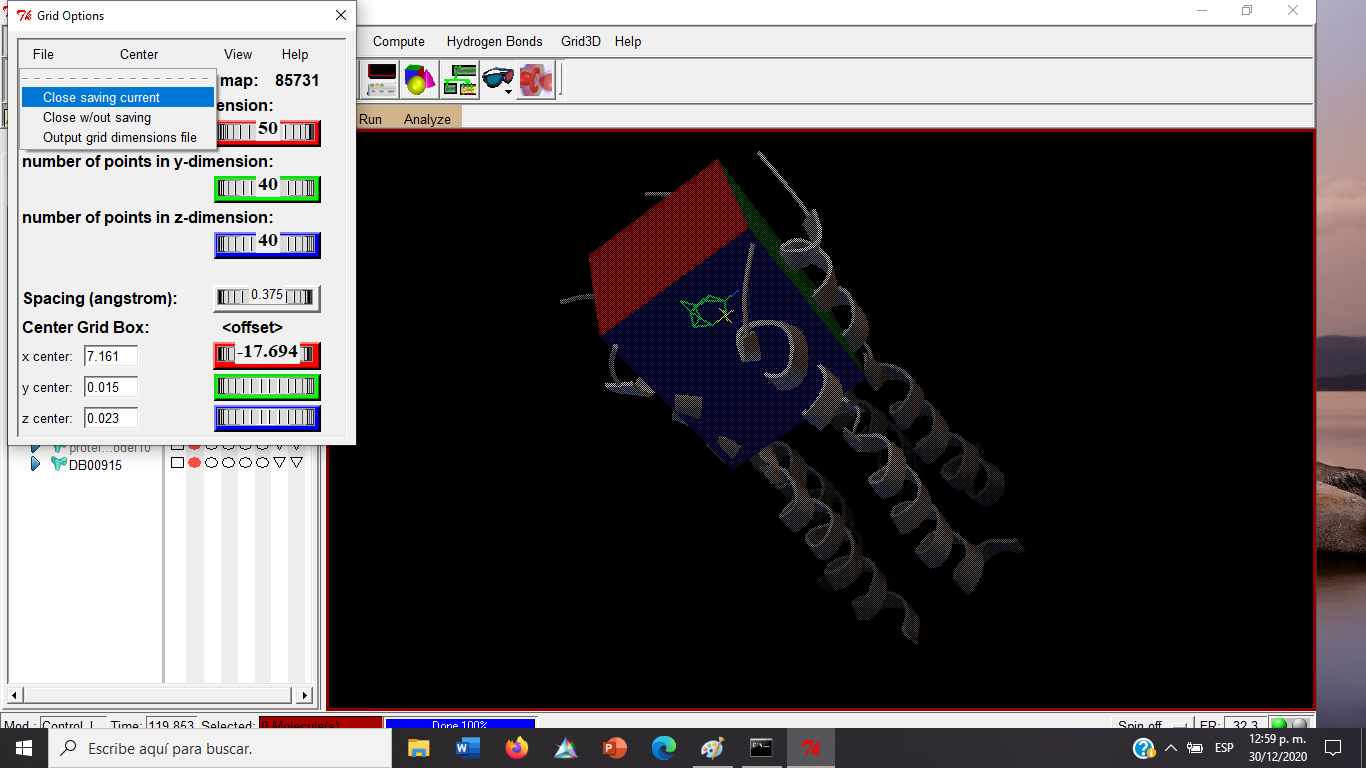 Grid Options
File Center View Help
map: 85731
Close saving current
ension:
Close w/out saving
50
Output grid dimensions file
number of points in y-dimension:
40
number of points in z-dimension:
40
Spacing (angstrom): 0.375
Center Grid Box: <offset>
x center: 7.161 -17.694
y center: 0.015
z center: 0.023
Compute Hydrogen Bonds Grid3D Help
Run Analyze
protei...odel10
DB00915
Mod.: Control_L Time: 119.853 Selected: 0 Molecule(s) Done 100% Spin off FR: 32.3
Escribe aquí para buscar.
ESP
12:59 p. m.
30/12/2020